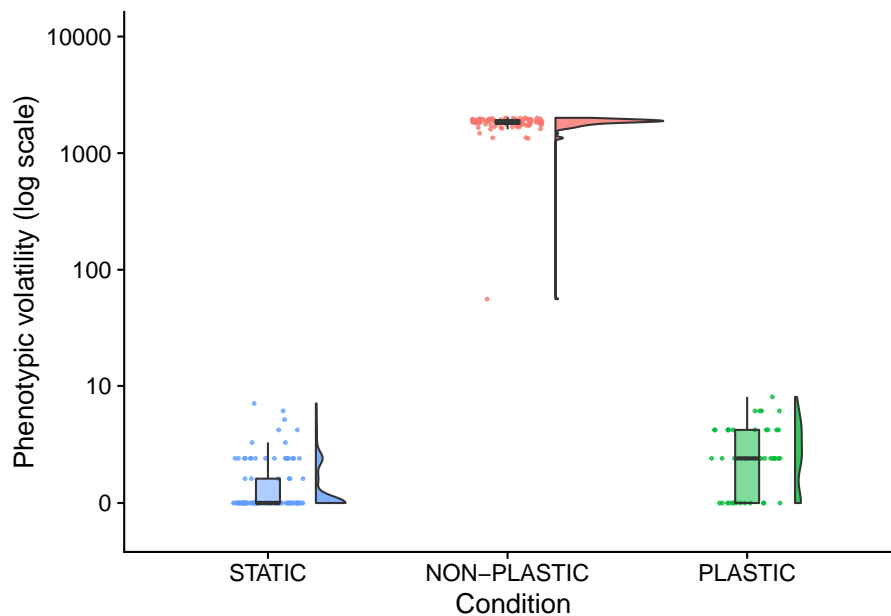 Phenotypic volatility (log scale)
10000
1000
100
10
0
STATIC
NON−PLASTIC
PLASTIC
Condition